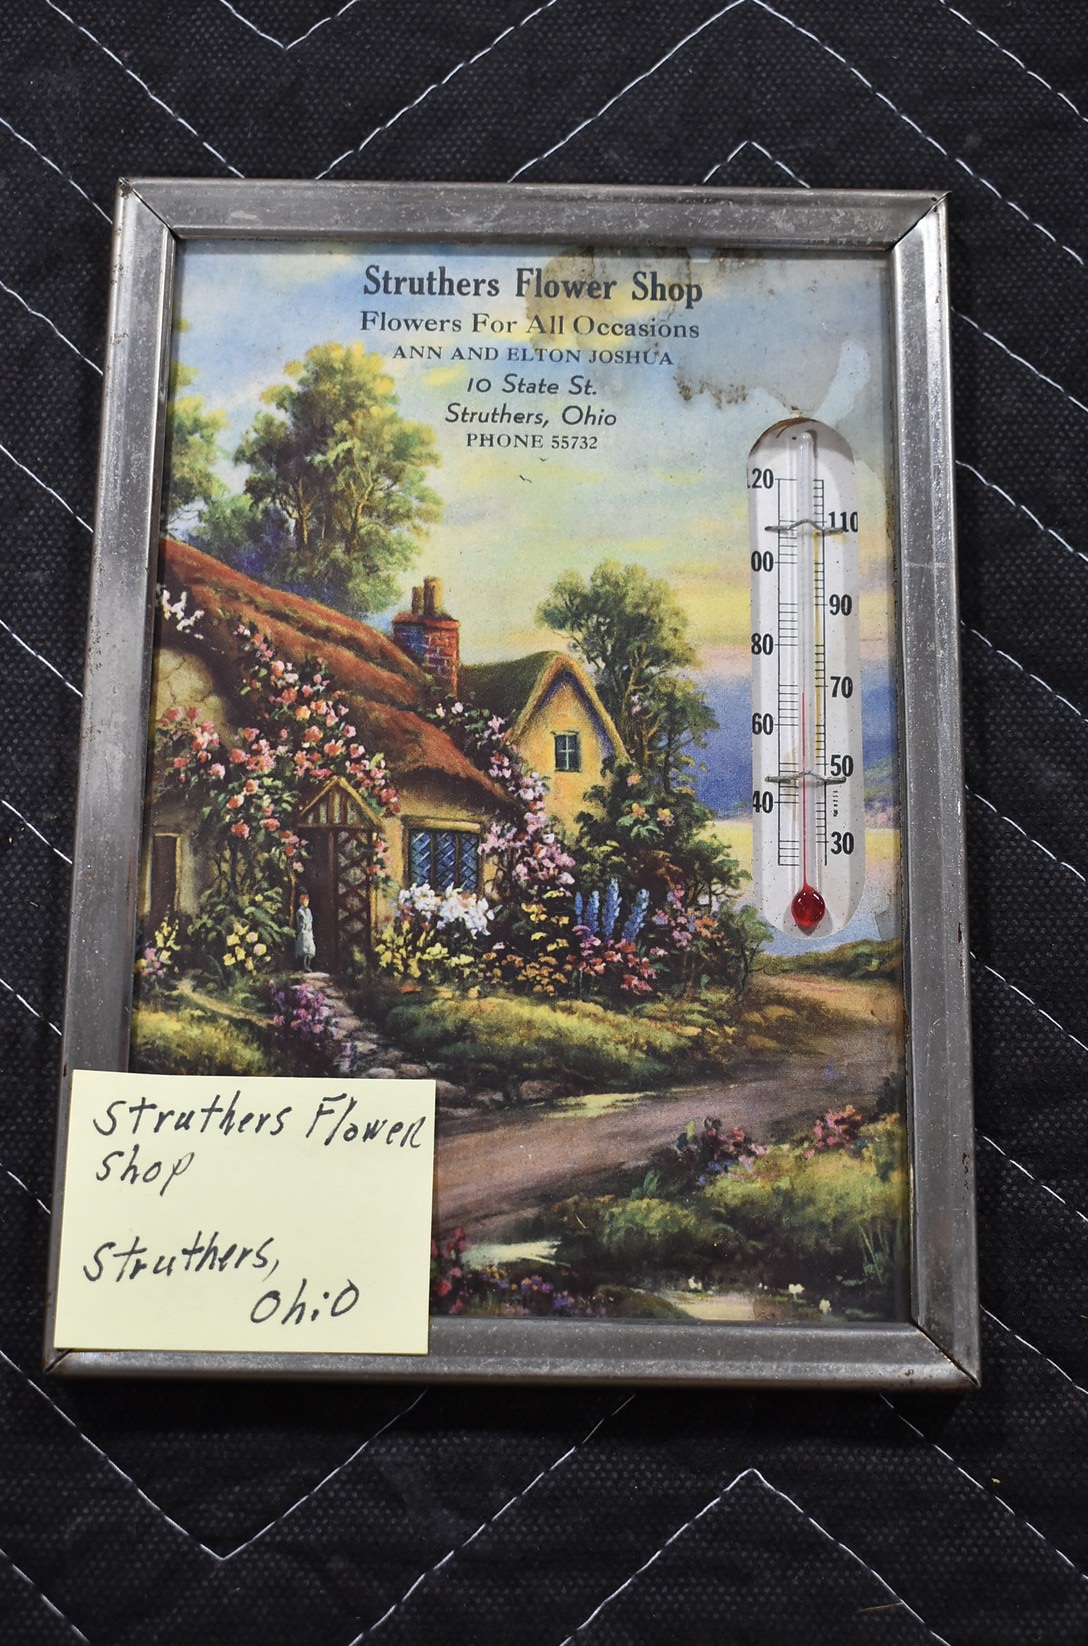 Struthers Flower Shop
Flowers For All Occasions
ANN AND ELTON JOSHUA
10 State St.
Struthers, Ohio
PHONE 55732
120
110
100
90
80
70
60
50
40
30
Struthers Flower
Shop
Struthers,
Ohio